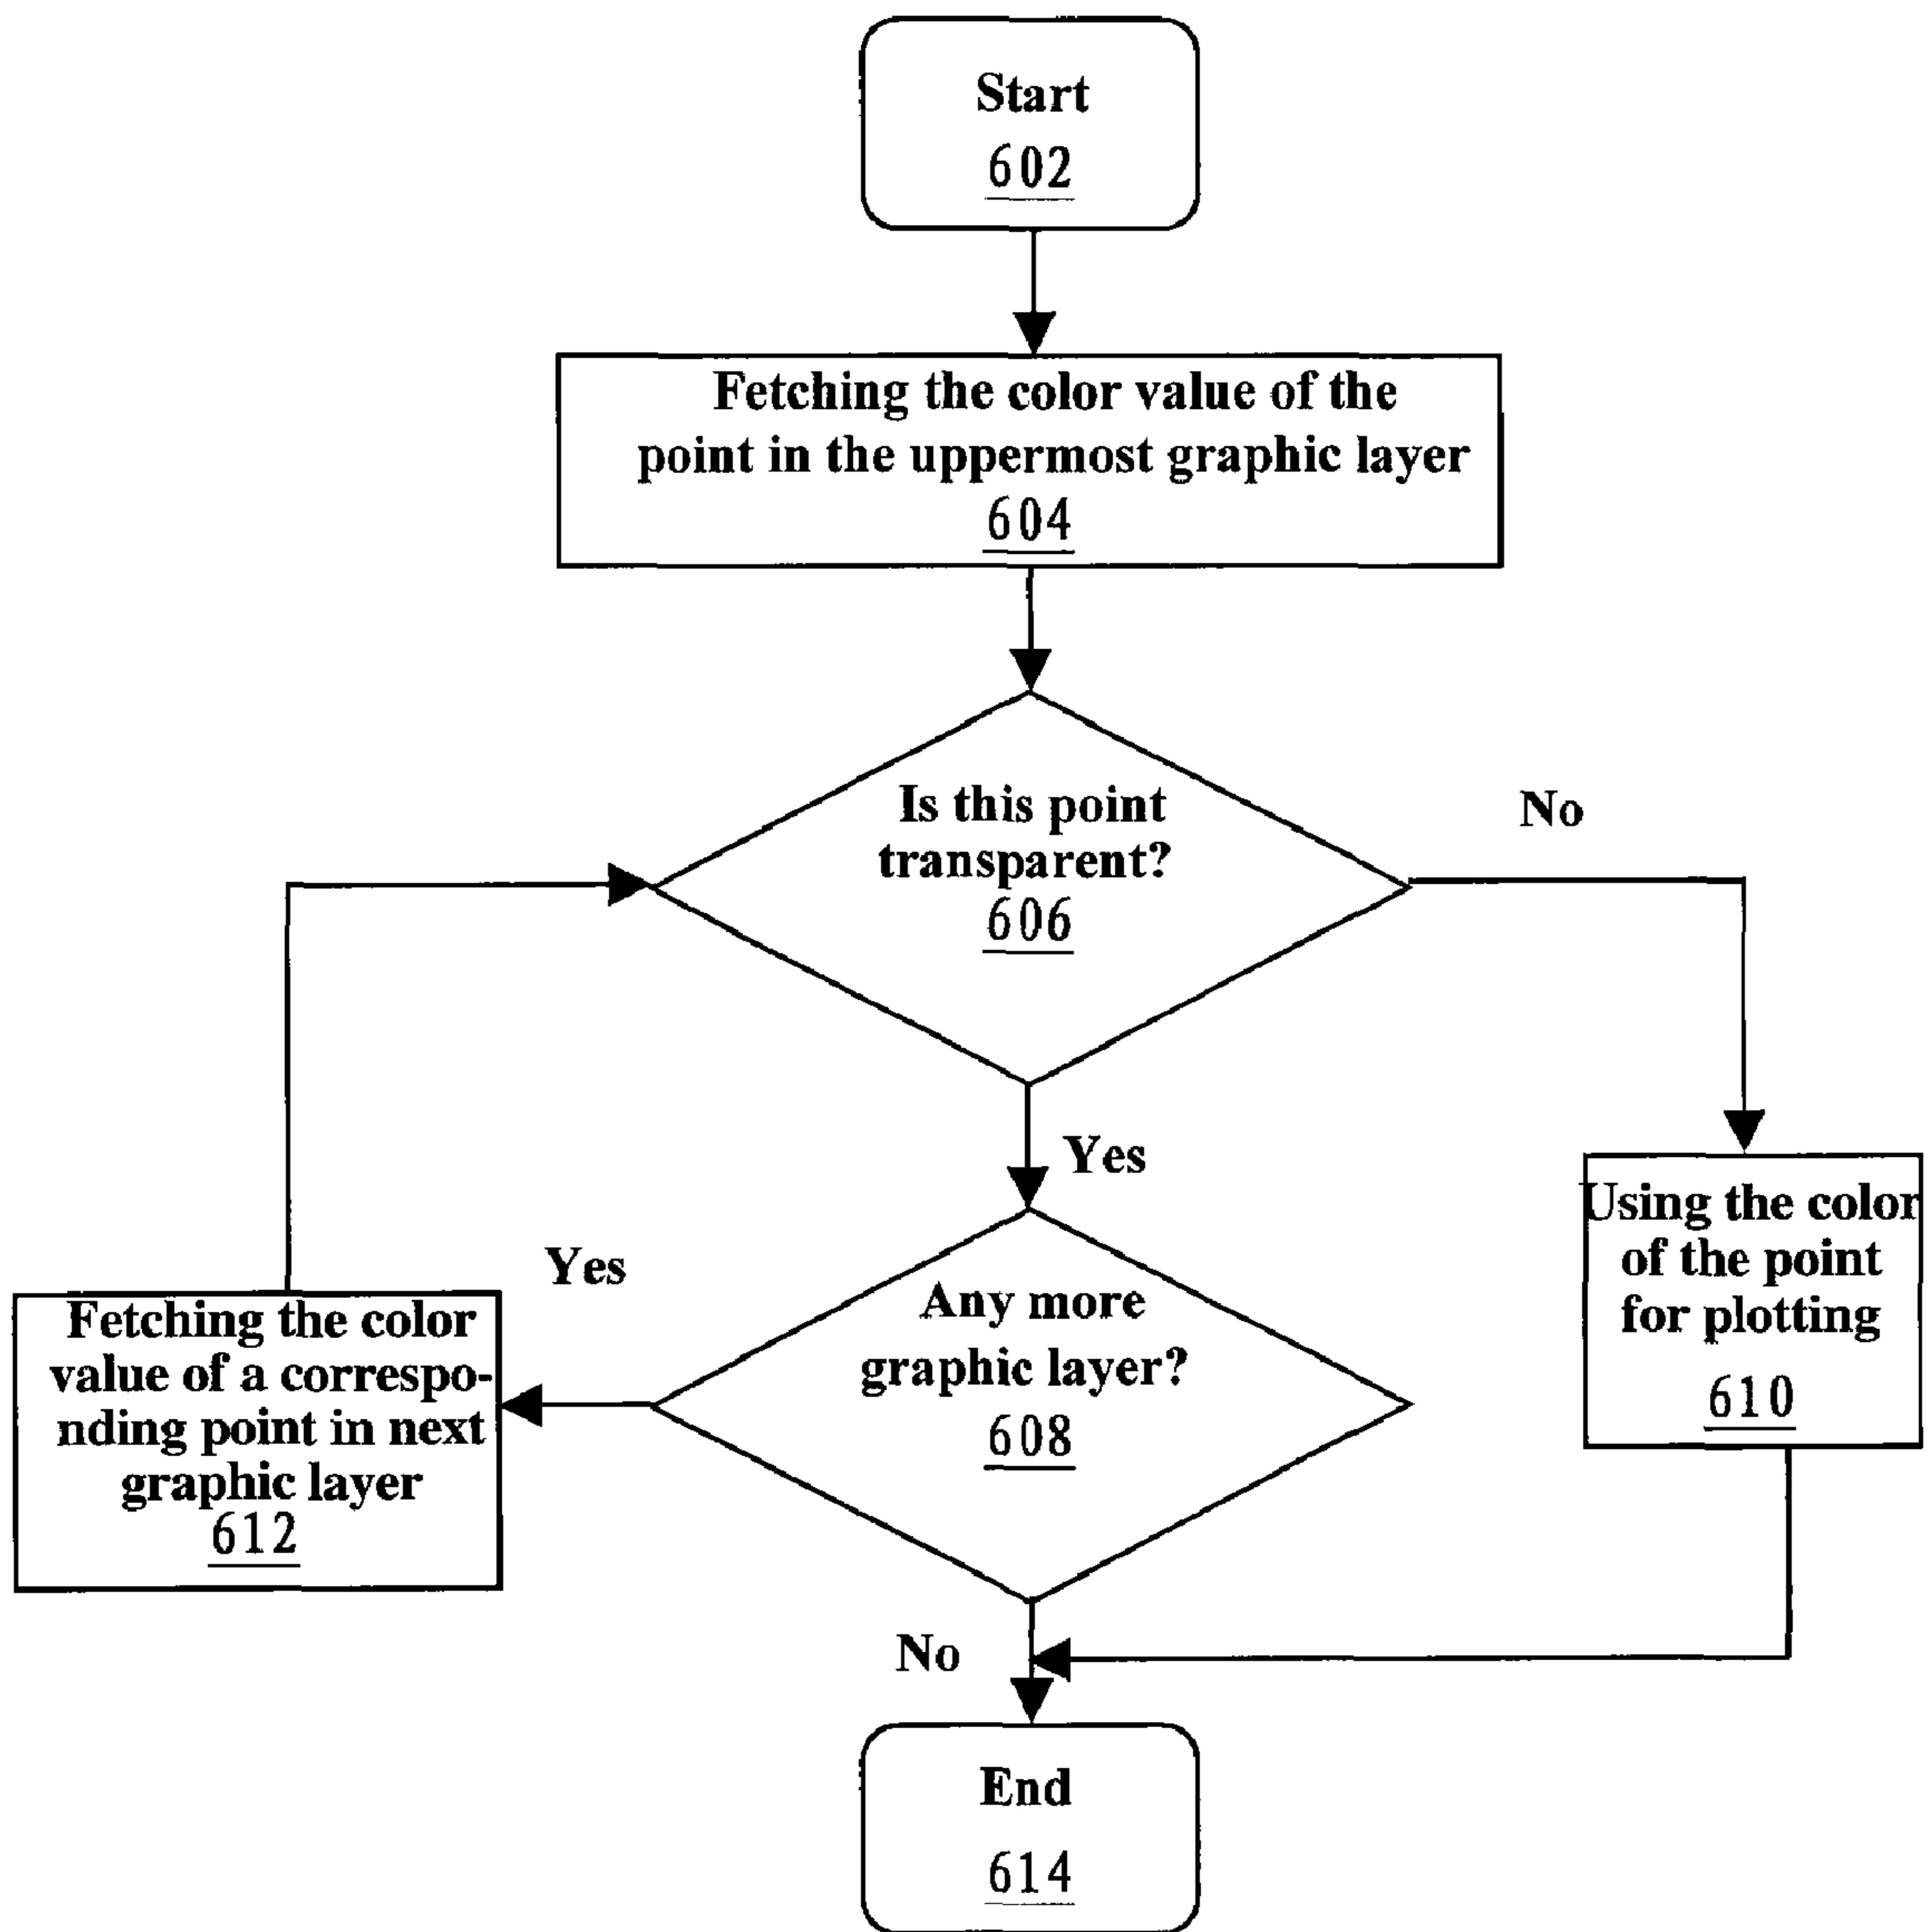 Start
602
Fetching the color value of the
point in the uppermost graphic layer
604
Is this point
transparent?
606
No
Yes
Using the color
of the point
for plotting
610
Any more
graphic layer?
608
Yes
Fetching the color
value of a correspo-
nding point in next
graphic layer
612
No
End
614